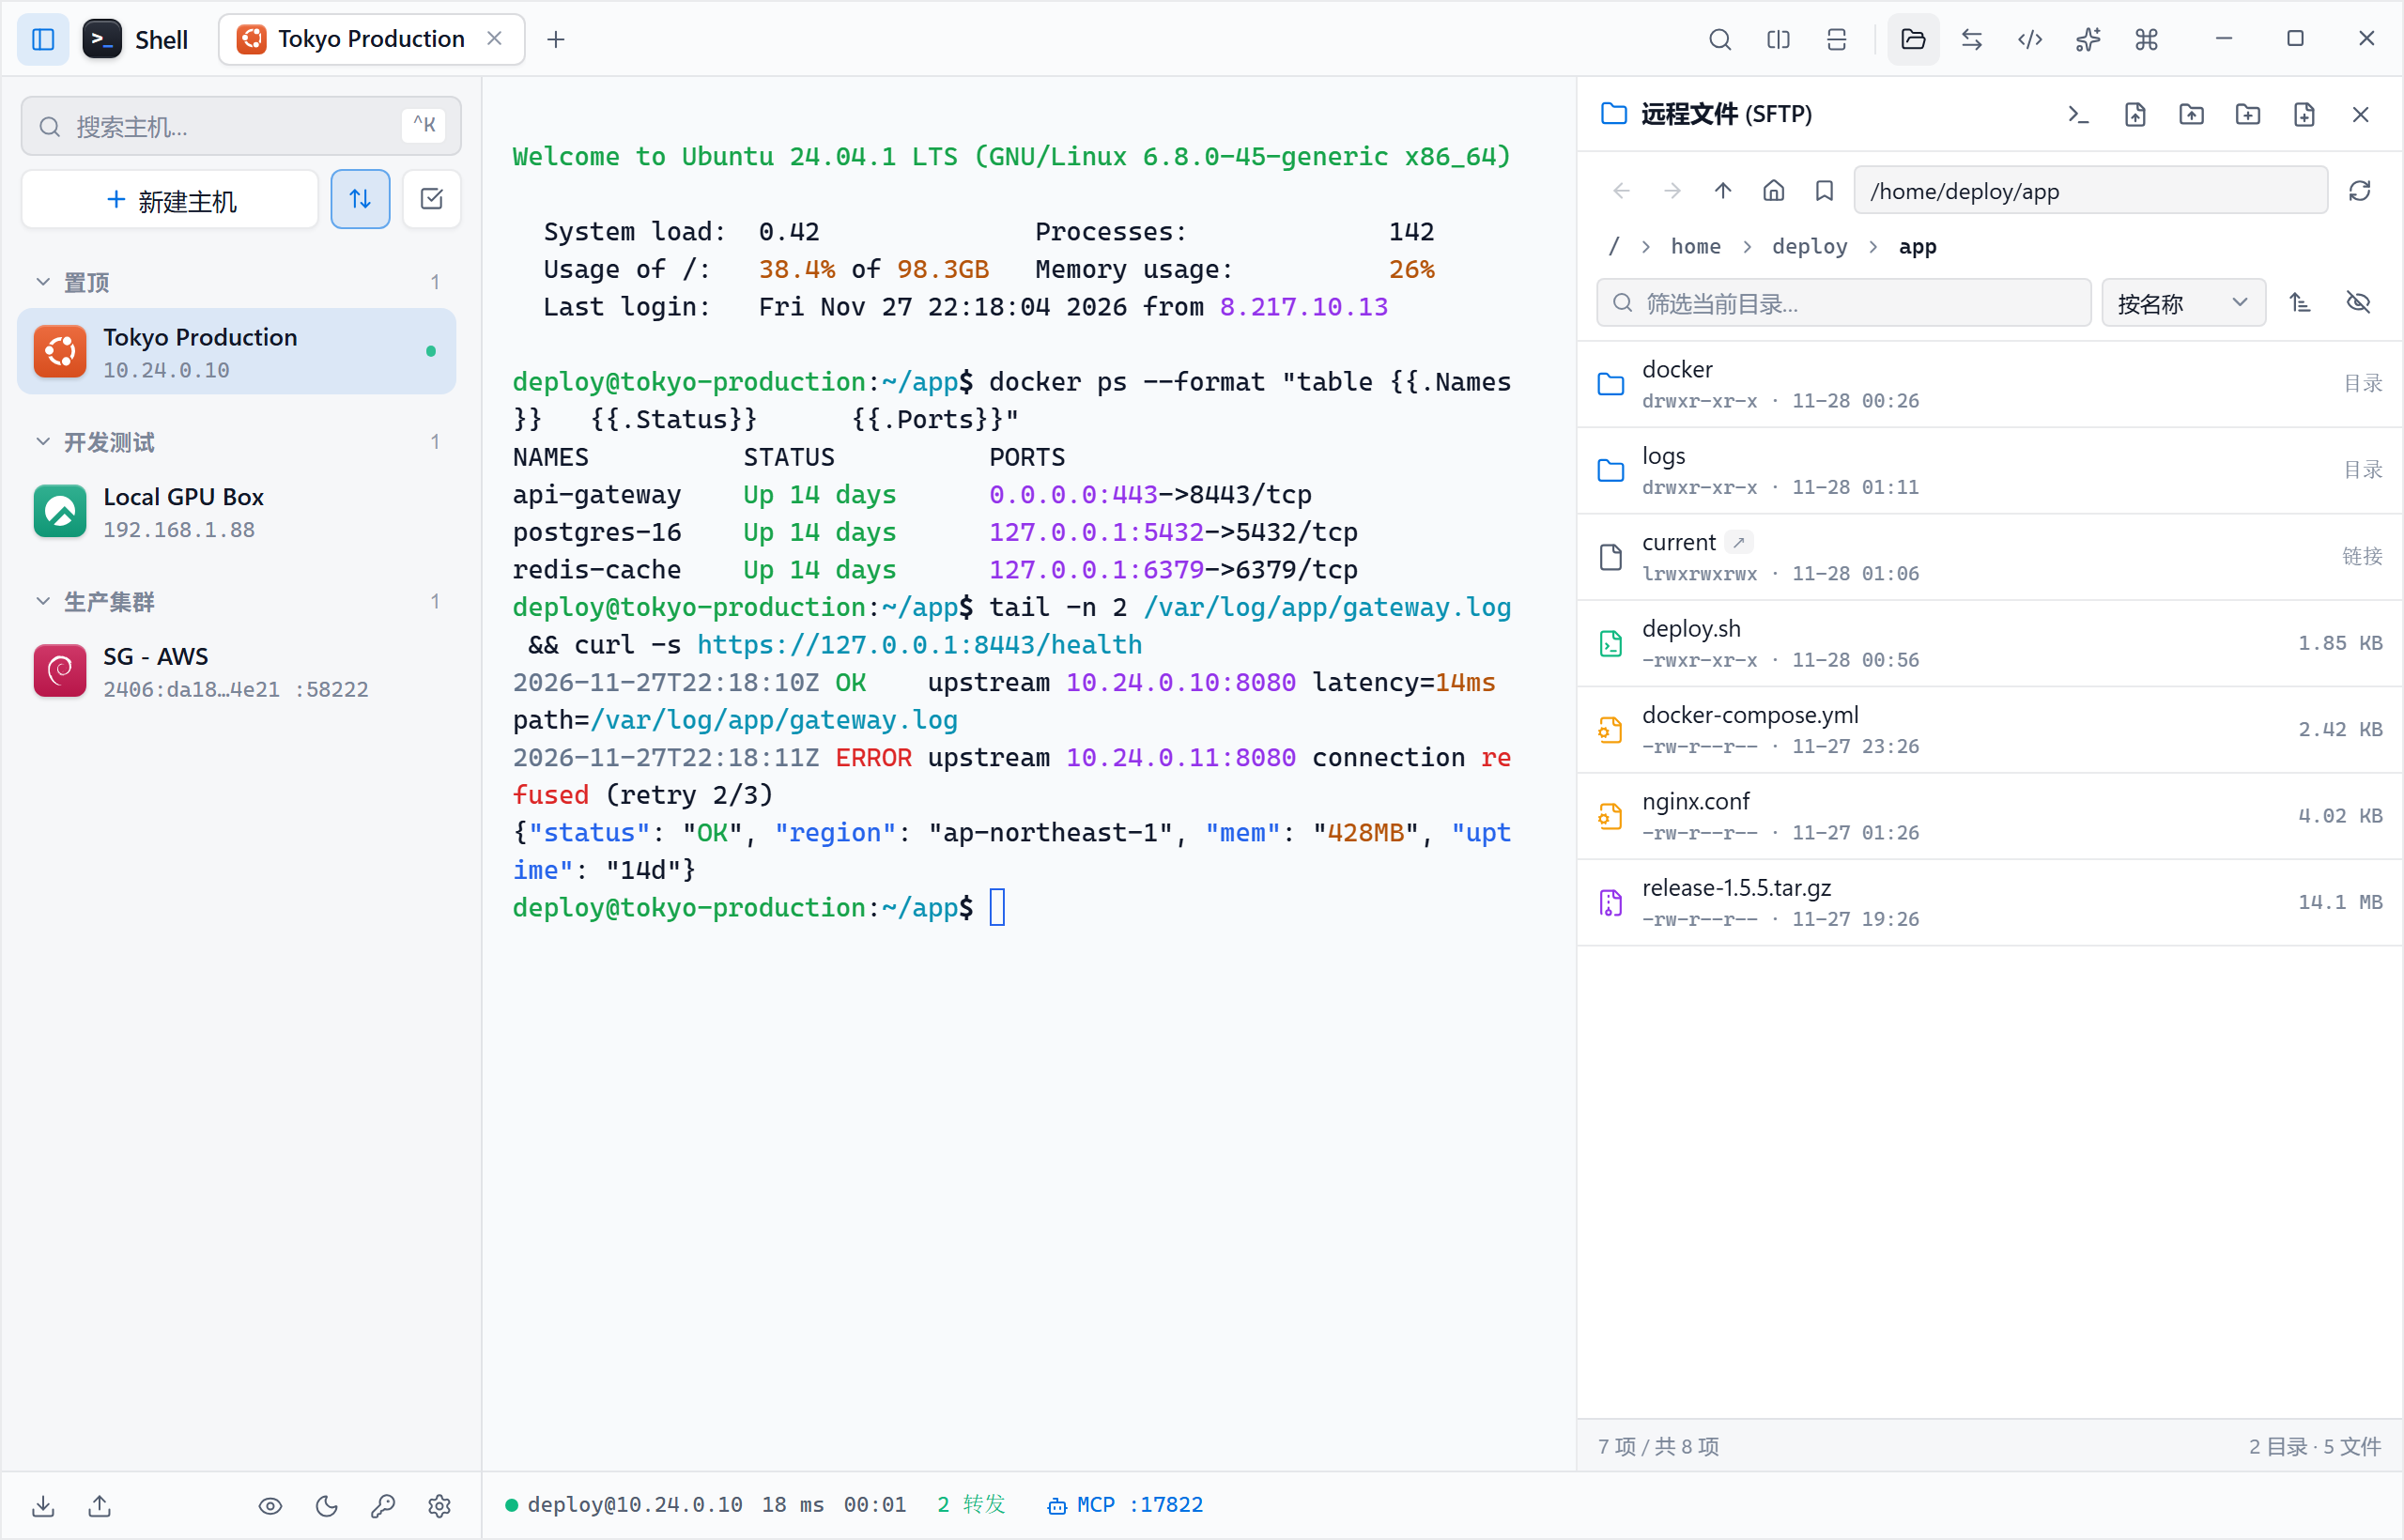 Shell
Tokyo Production
搜索主机...
^K
新建主机
置顶 1
Tokyo Production
10.24.0.10
开发测试 1
Local GPU Box
192.168.1.88
生产集群 1
SG - AWS
2406:da18…4e21 :58222
Welcome to Ubuntu 24.04.1 LTS (GNU/Linux 6.8.0-45-generic x86_64)
System load: 0.42 Processes: 142
Usage of /: 38.4% of 98.3GB Memory usage: 26%
Last login: Fri Nov 27 22:18:04 2026 from 8.217.10.13
deploy@tokyo-production:~/app$ docker ps --format "table {{.Names
}} {{.Status}} {{.Ports}}"
NAMES STATUS PORTS
api-gateway Up 14 days 0.0.0.0:443->8443/tcp
postgres-16 Up 14 days 127.0.0.1:5432->5432/tcp
redis-cache Up 14 days 127.0.0.1:6379->6379/tcp
deploy@tokyo-production:~/app$ tail -n 2 /var/log/app/gateway.log
&& curl -s https://127.0.0.1:8443/health
2026-11-27T22:18:10Z OK upstream 10.24.0.10:8080 latency=14ms
path=/var/log/app/gateway.log
2026-11-27T22:18:11Z ERROR upstream 10.24.0.11:8080 connection re
fused (retry 2/3)
{"status": "OK", "region": "ap-northeast-1", "mem": "428MB", "upt
ime": "14d"}
deploy@tokyo-production:~/app$
远程文件 (SFTP)
/home/deploy/app
/ > home > deploy > app
筛选当前目录...
按名称
docker
drwxr-xr-x · 11-28 00:26
目录
logs
drwxr-xr-x · 11-28 01:11
目录
current ↗
lrwxrwxrwx · 11-28 01:06
链接
deploy.sh
-rwxr-xr-x · 11-28 00:56
1.85 KB
docker-compose.yml
-rw-r--r-- · 11-27 23:26
2.42 KB
nginx.conf
-rw-r--r-- · 11-27 01:26
4.02 KB
release-1.5.5.tar.gz
-rw-r--r-- · 11-27 19:26
14.1 MB
7 项 / 共 8 项
2 目录 · 5 文件
deploy@10.24.0.10 18 ms 00:01 2 转发 MCP :17822